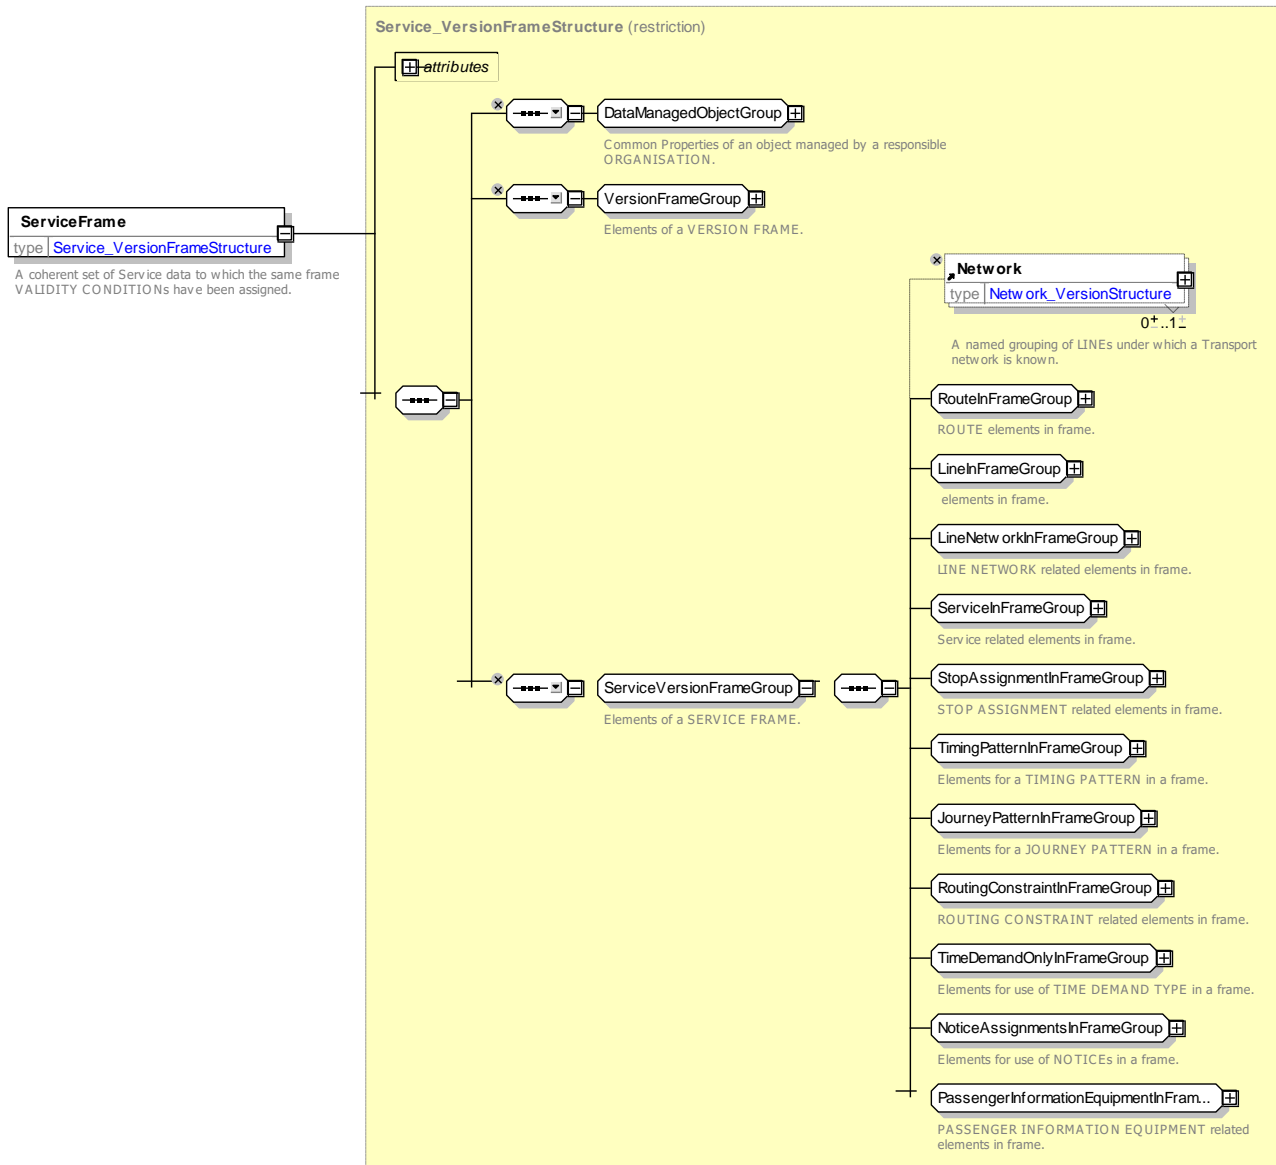 Service_VersionFrameStructure (restriction)
attributes
DataManagedObjectGroup
Common Properties of an object managed by a responsible
ORGANISATION.
VersionFrameGroup
Elements of a VERSION FRAME.
ServiceFrame
type Service_VersionFrameStructure
A coherent set of Service data to which the same frame
VALIDITY CONDITIONs have been assigned.
Network
type Network_VersionStructure
0..1
A named grouping of LINEs under which a Transport
network is known.
RouteInFrameGroup
ROUTE elements in frame.
LineInFrameGroup
elements in frame.
LineNetworkInFrameGroup
LINE NETWORK related elements in frame.
ServiceInFrameGroup
Service related elements in frame.
ServiceVersionFrameGroup
Elements of a SERVICE FRAME.
StopAssignmentInFrameGroup
STOP ASSIGNMENT related elements in frame.
TimingPatternInFrameGroup
Elements for a TIMING PATTERN in a frame.
JourneyPatternInFrameGroup
Elements for a JOURNEY PATTERN in a frame.
RoutingConstraintInFrameGroup
ROUTING CONSTRAINT related elements in frame.
TimeDemandOnlyInFrameGroup
Elements for use of TIME DEMAND TYPE in a frame.
NoticeAssignmentsInFrameGroup
Elements for use of NOTICEs in a frame.
PassengerInformationEquipmentInFram...
PASSENGER INFORMATION EQUIPMENT related
elements in frame.